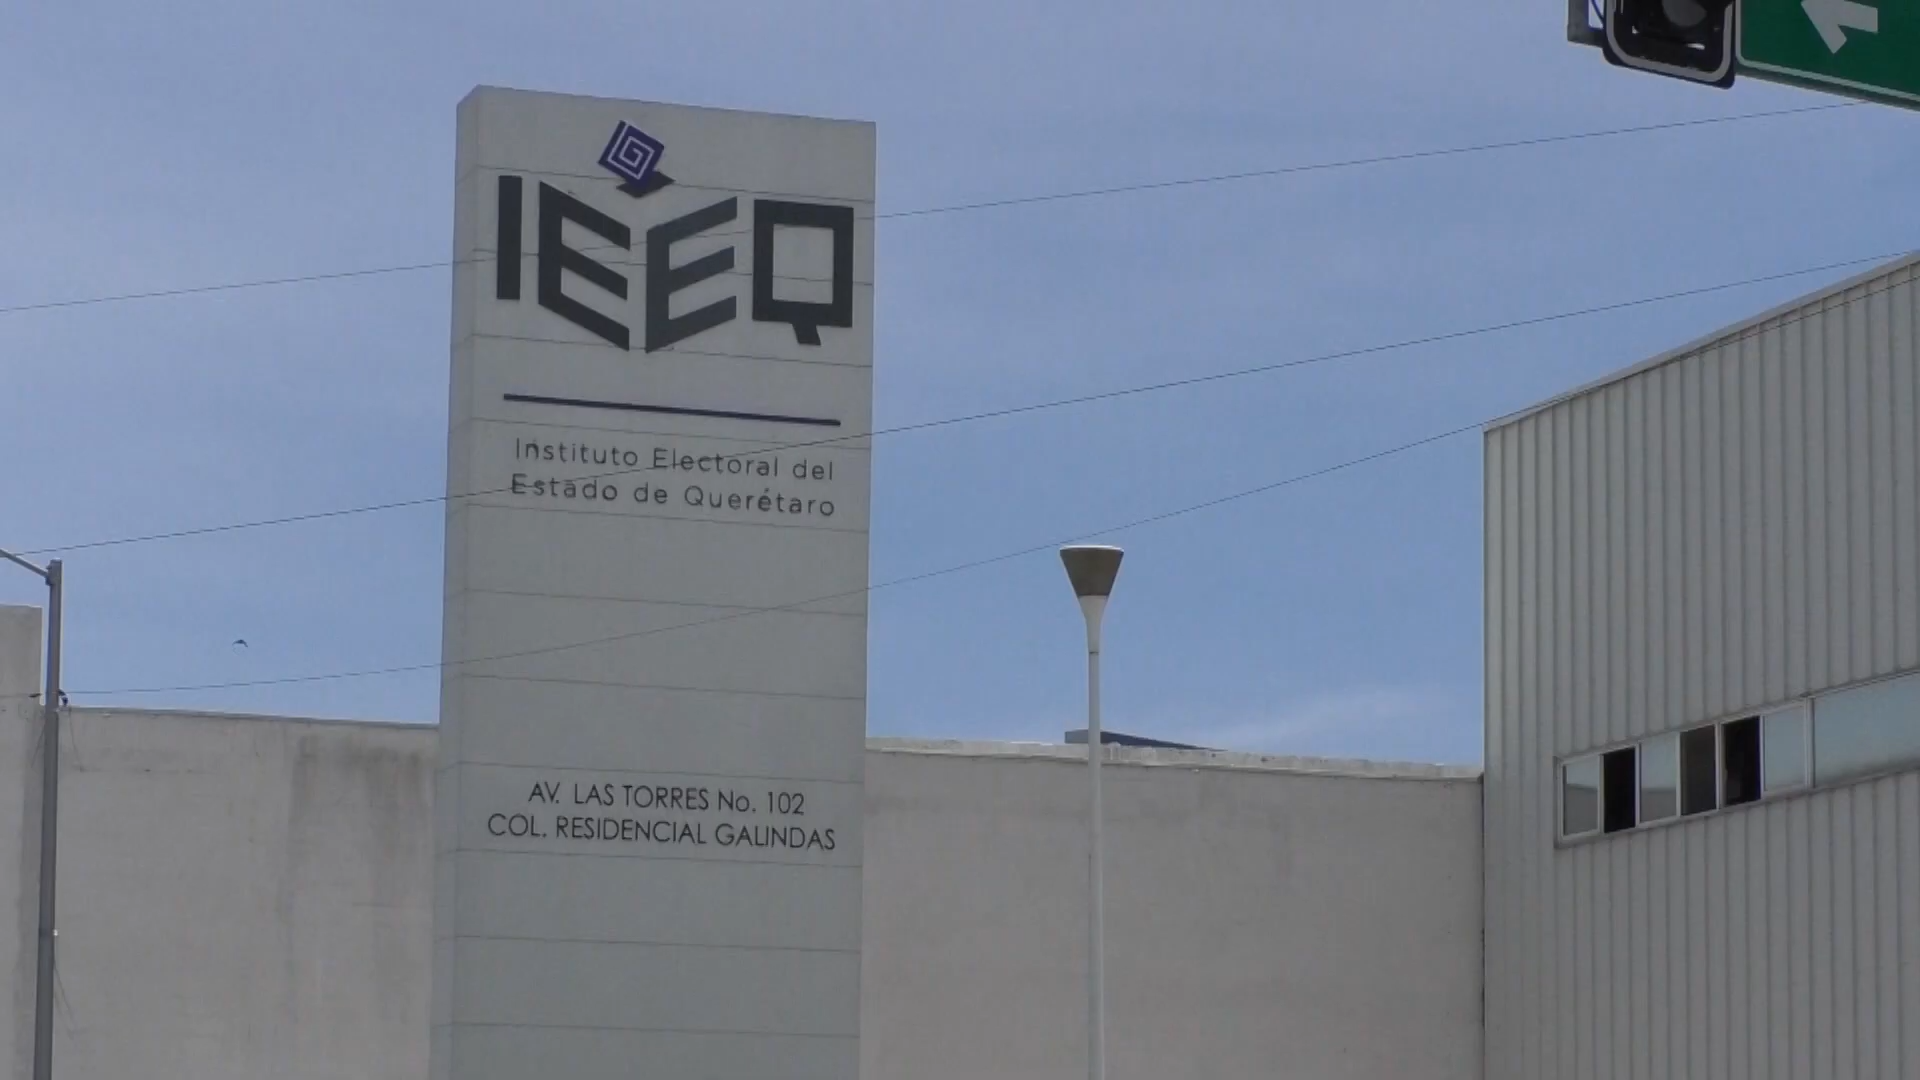 IEEQ
Instituto Electoral del
Estado de Querétaro
AV. LAS TORRES No. 102
COL. RESIDENCIAL GALINDAS